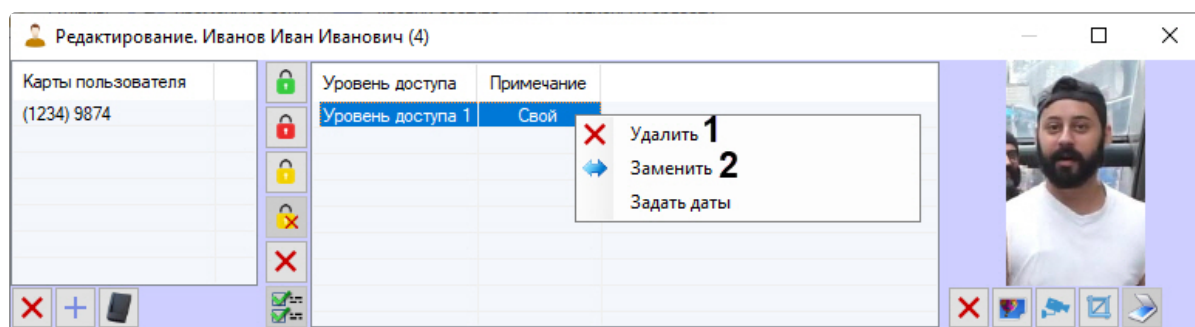 Редактирование. Иванов Иван Иванович (4)
Карты пользователя
(1234) 9874
Уровень доступа Примечание
Уровень доступа 1 Свой
Удалить 1
Заменить 2
Задать даты